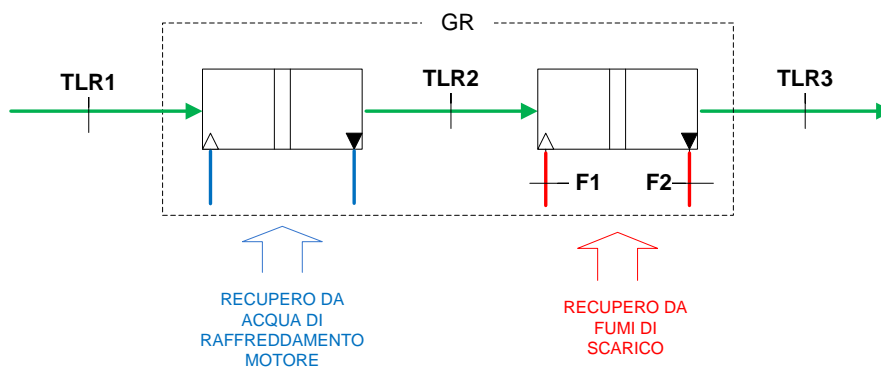 GR
TLR1
TLR2
TLR3
F1
F2
RECUPERO DA
ACQUA DI
RAFFREDDAMENTO
MOTORE
RECUPERO DA
FUMI DI
SCARICO